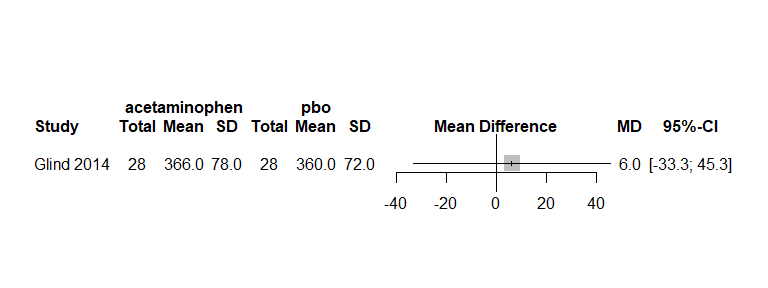 acetaminophen pbo
Study Total Mean SD Total Mean SD Mean Difference MD 95%-CI
Glind 2014 28 366.0 78.0 28 360.0 72.0 6.0 [-33.3; 45.3]
-40 -20 0 20 40